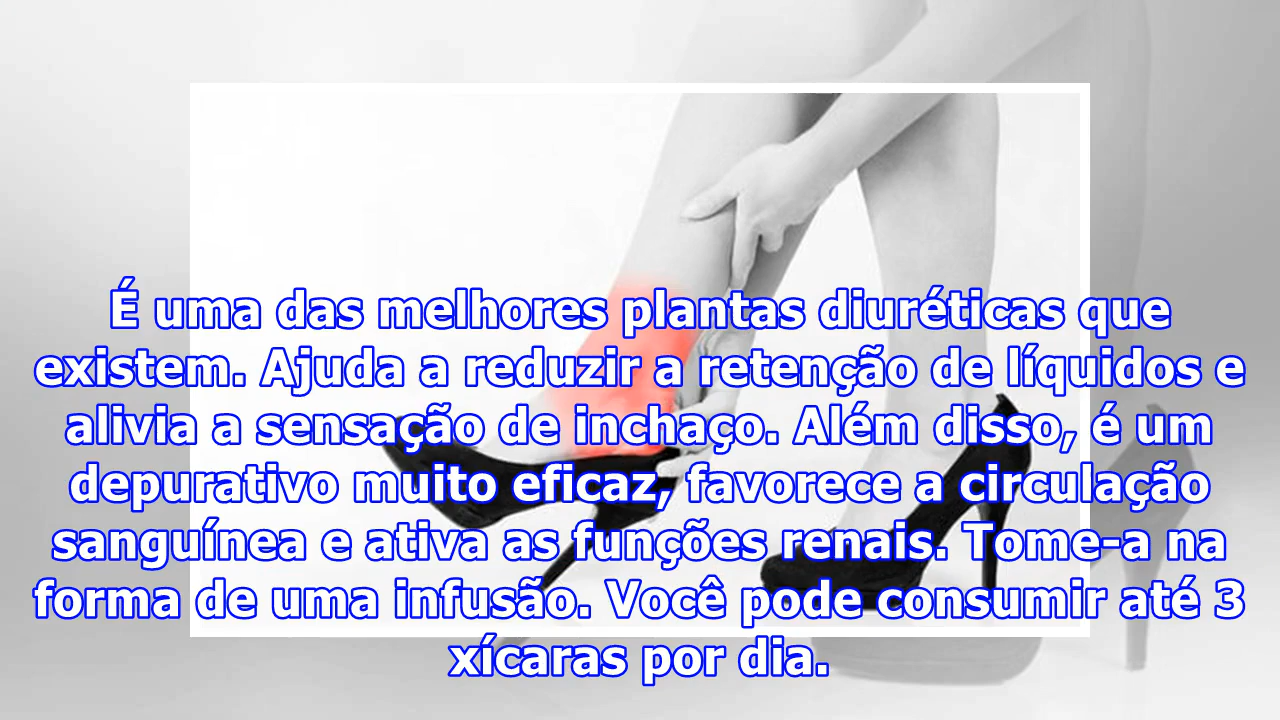 É uma das melhores plantas diuréticas que
existem. Ajuda a reduzir a retenção de líquidos e
alivia a sensação de inchaço. Além disso, é um
depurativo muito eficaz, favorece a circulação
sanguínea e ativa as funções renais. Tome-a na
forma de uma infusão. Você pode consumir até 3
xícaras por dia.